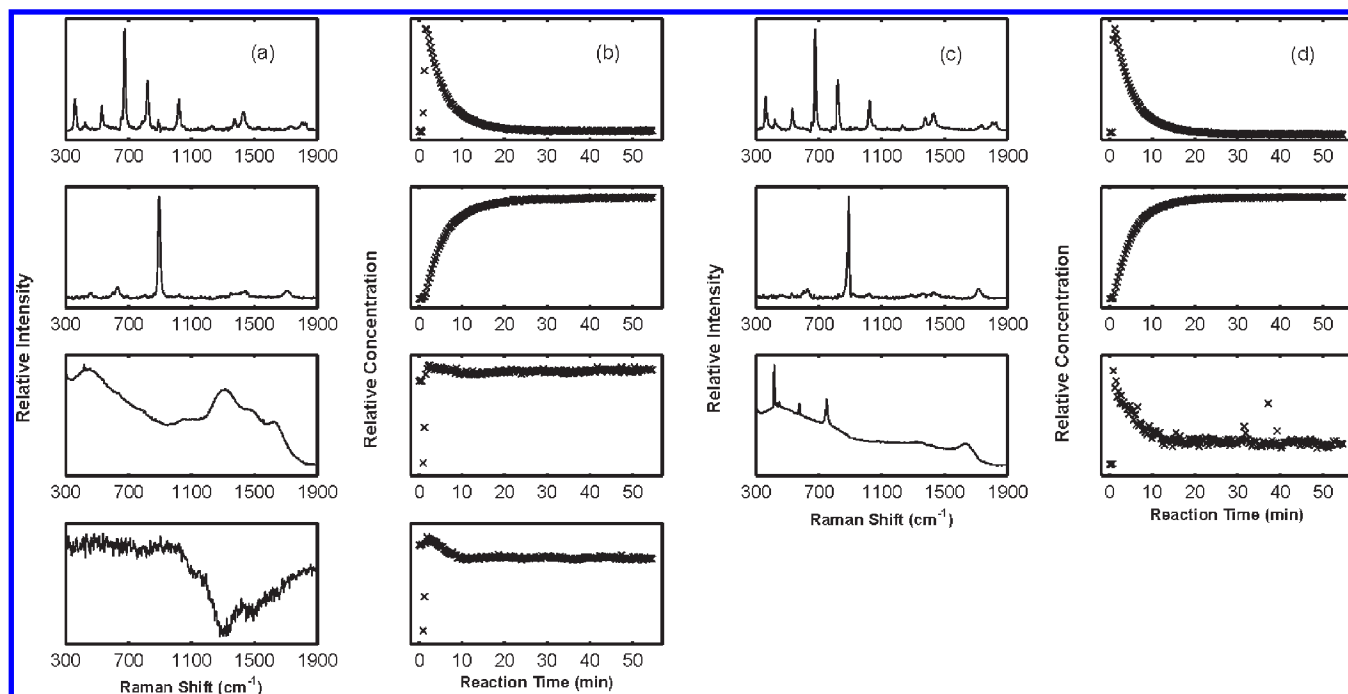 (a)
300 700 1100 1500 1900
(b)
0 10 20 30 40 50
(c)
300 700 1100 1500 1900
(d)
0 10 20 30 40 50
300 700 1100 1500 1900
0 10 20 30 40 50
300 700 1100 1500 1900
0 10 20 30 40 50
Relative Intensity
Relative Concentration
Relative Intensity
Relative Concentration
300 700 1100 1500 1900
0 10 20 30 40 50
300 700 1100 1500 1900
Raman Shift (cm⁻¹)
0 10 20 30 40 50
Reaction Time (min)
300 700 1100 1500 1900
Raman Shift (cm⁻¹)
0 10 20 30 40 50
Reaction Time (min)